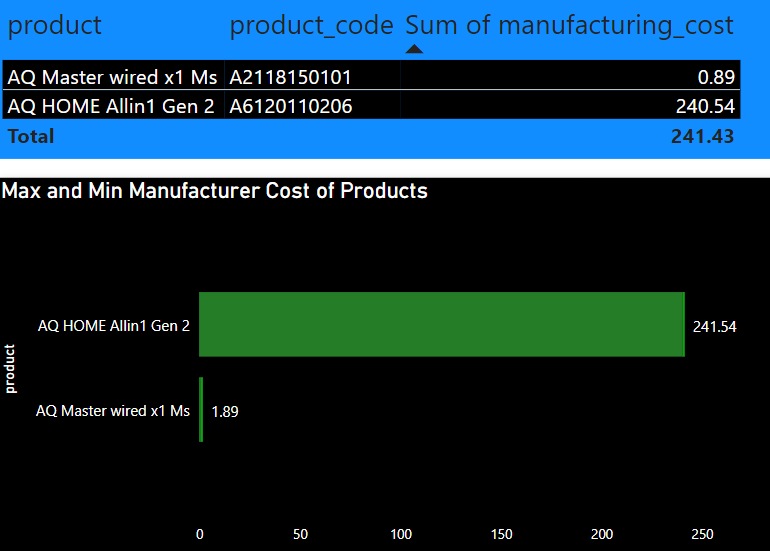 product product_code Sum of manufacturing_cost
AQ Master wired x1 Ms A2118150101 0.89
AQ HOME Allin1 Gen 2 A6120110206 240.54
Total 241.43
Max and Min Manufacturer Cost of Products
product
AQ HOME Allin1 Gen 2 241.54
AQ Master wired x1 Ms 1.89
0 50 100 150 200 250